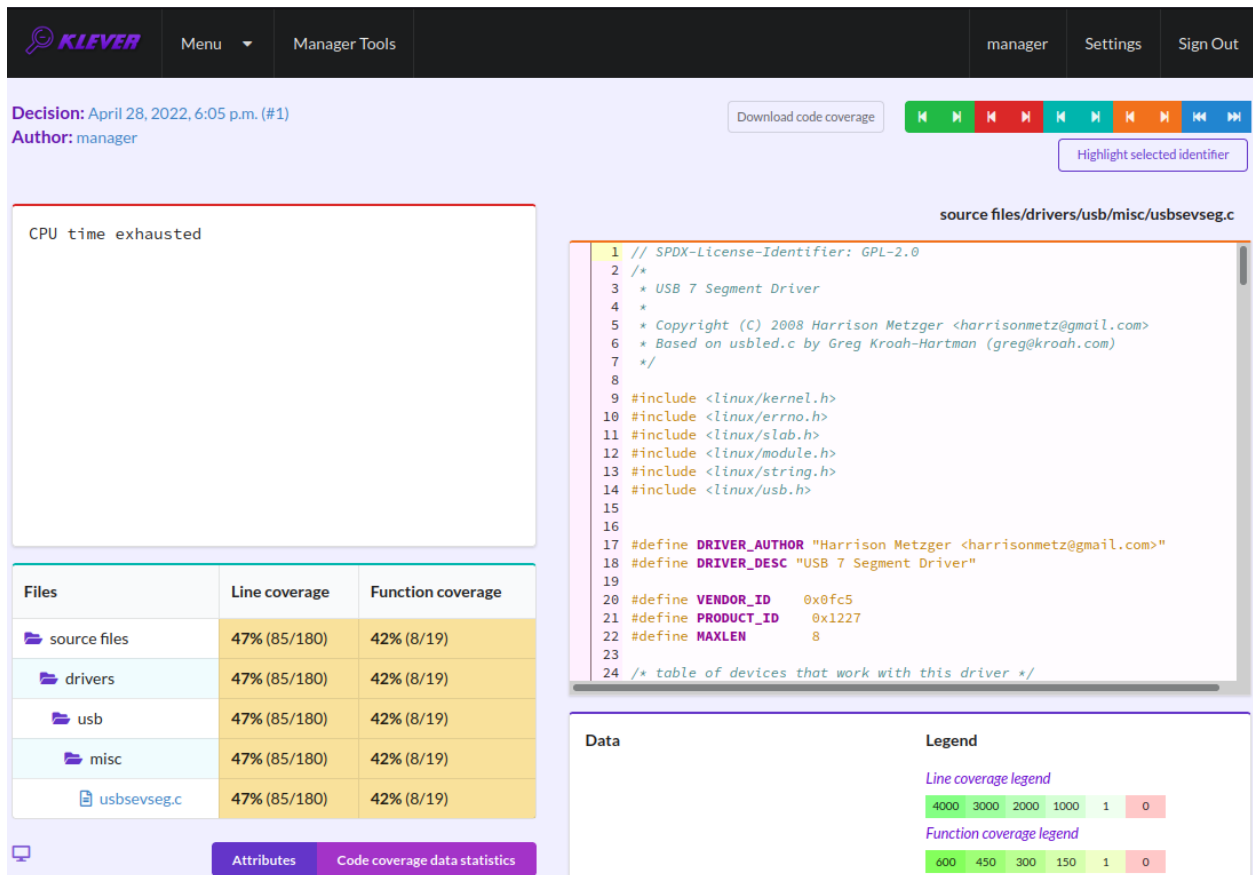 KLEVER Menu Manager Tools manager Settings Sign Out
Decision: April 28, 2022, 6:05 p.m. (#1)
Author: manager
Download code coverage
Highlight selected identifier
CPU time exhausted
Files Line coverage Function coverage
source files 47% (85/180) 42% (8/19)
drivers 47% (85/180) 42% (8/19)
usb 47% (85/180) 42% (8/19)
misc 47% (85/180) 42% (8/19)
usbsevseg.c 47% (85/180) 42% (8/19)
Attributes Code coverage data statistics
source files/drivers/usb/misc/usbsevseg.c
1 // SPDX-License-Identifier: GPL-2.0
2 /*
3 * USB 7 Segment Driver
4 *
5 * Copyright (C) 2008 Harrison Metzger <harrisonmetz@gmail.com>
6 * Based on usbled.c by Greg Kroah-Hartman (greg@kroah.com)
7 */
8
9 #include <linux/kernel.h>
10 #include <linux/errno.h>
11 #include <linux/slab.h>
12 #include <linux/module.h>
13 #include <linux/string.h>
14 #include <linux/usb.h>
15
16
17 #define DRIVER_AUTHOR "Harrison Metzger <harrisonmetz@gmail.com>"
18 #define DRIVER_DESC "USB 7 Segment Driver"
19
20 #define VENDOR_ID 0x0fc5
21 #define PRODUCT_ID 0x1227
22 #define MAXLEN 8
23
24 /* table of devices that work with this driver */
Data
Legend
Line coverage legend
4000 3000 2000 1000 1 0
Function coverage legend
600 450 300 150 1 0